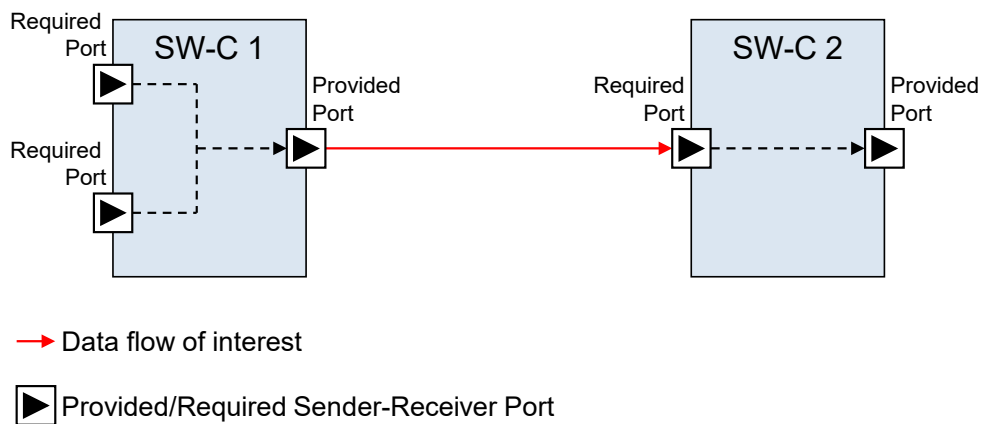 Required
Port
SW-C 1
SW-C 2
Provided
Port
Required
Port
Provided
Port
Required
Port
Data flow of interest
Provided/Required Sender-Receiver Port